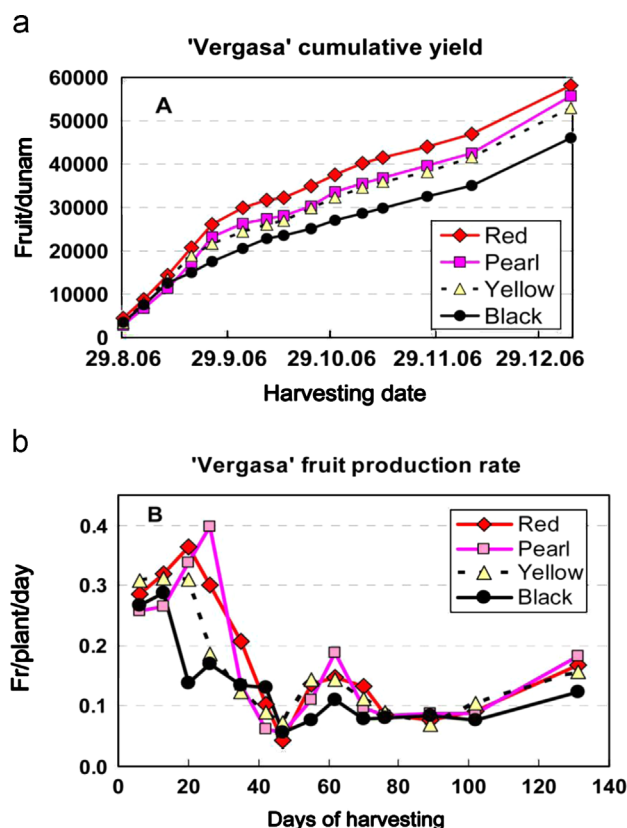 a
'Vergasa' cumulative yield
60000
50000
40000
30000
20000
10000
0
Fruit/dunam
A
Red
Pearl
Yellow
Black
29.8.06 29.9.06 29.10.06 29.11.06 29.12.06
Harvesting date
b
'Vergasa' fruit production rate
B
0.4
0.3
0.2
0.1
0.0
Fr/plant/day
Red
Pearl
Yellow
Black
0 20 40 60 80 100 120 140
Days of harvesting